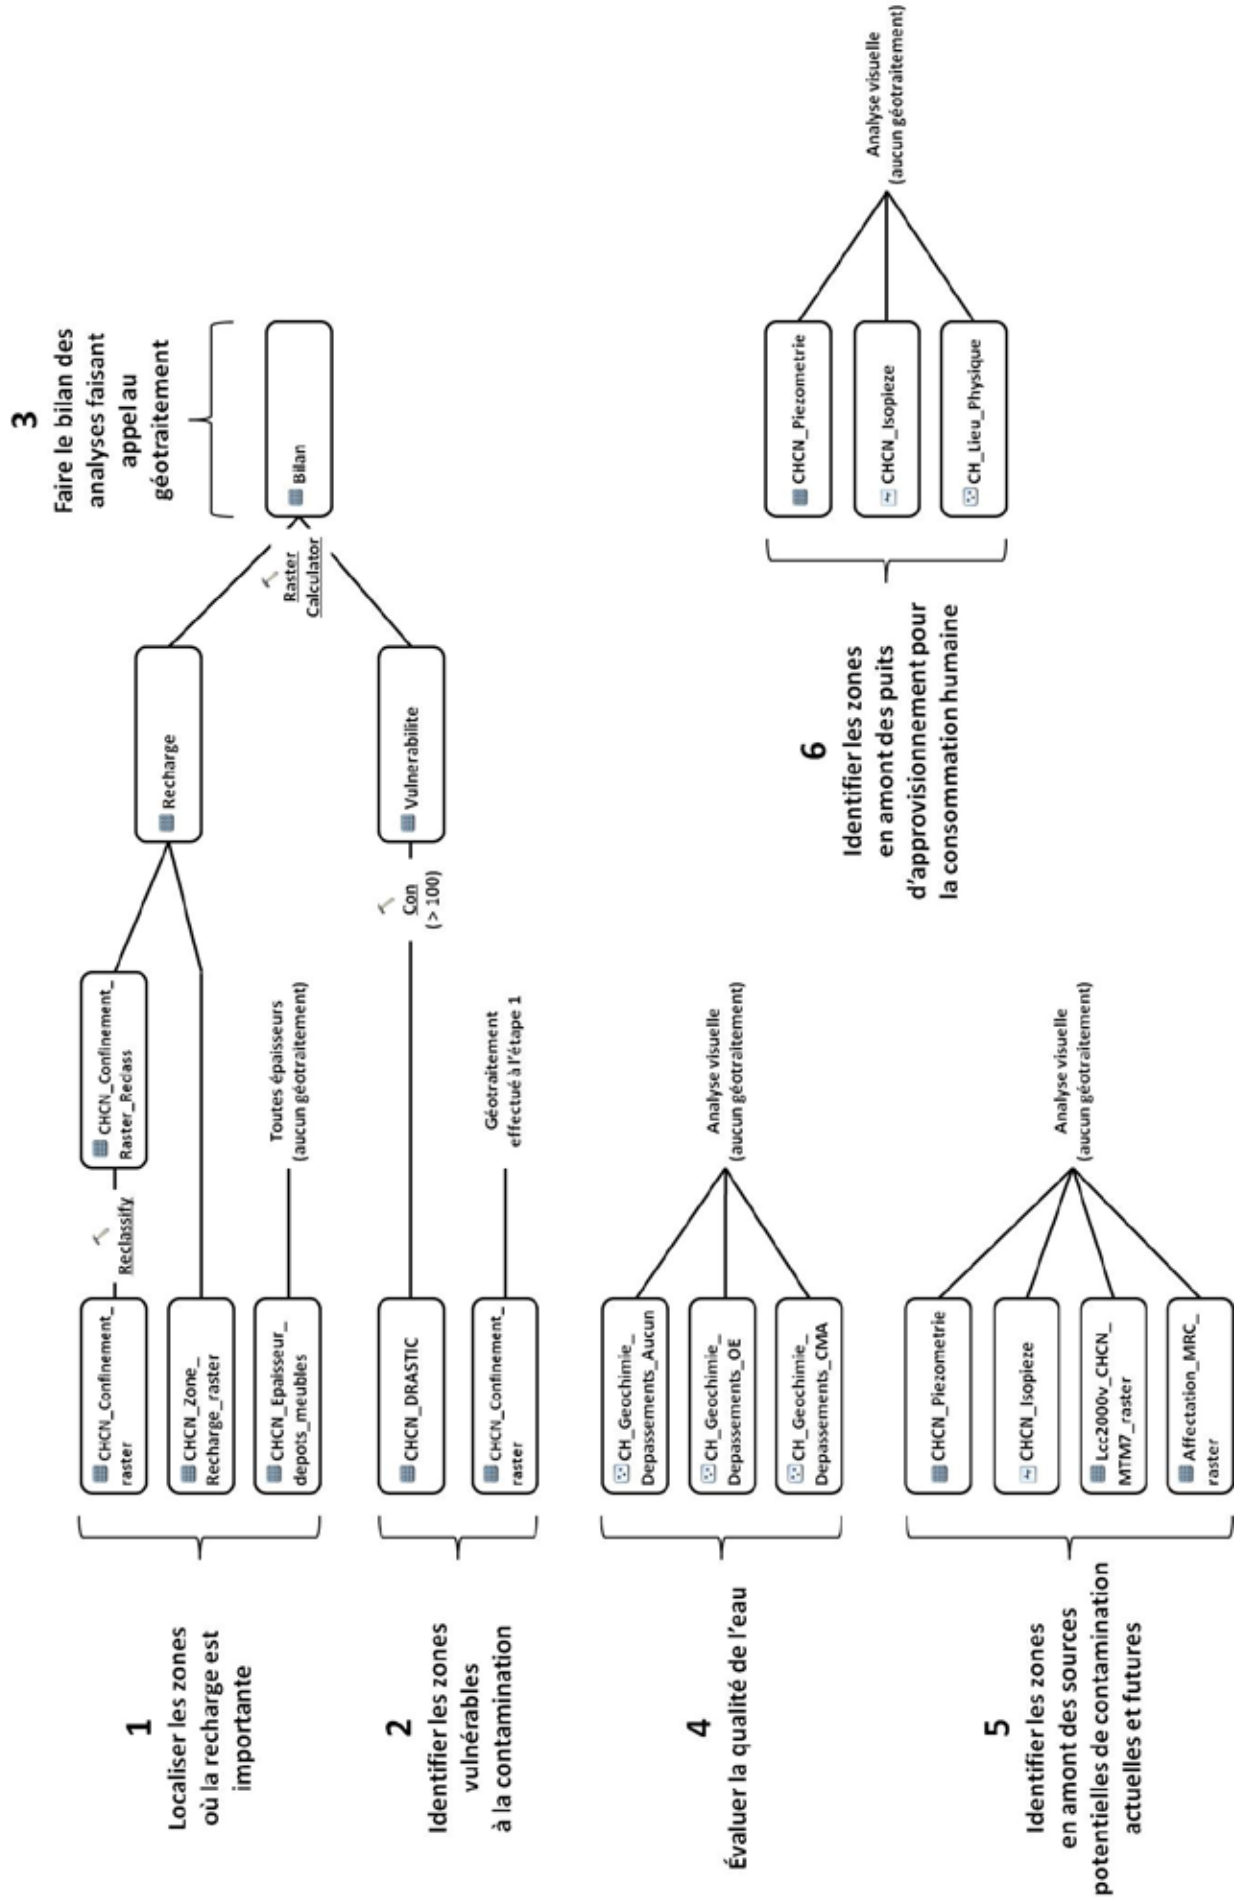 1
Localiser les zones
où la recharge est
importante
CHCN_Confinement_
raster
CHCN_Zone_
Recharge_raster
CHCN_Epaisseur_
depots_meubles
Reclassify
CHCN_Confinement_
Raster_Reclass
Toutes épaisseurs
(aucun géotraitement)
Recharge
2
Identifier les zones
vulnérables
à la contamination
CHCN_DRASTIC
CHCN_Confinement_
raster
Géotraitement
effectué à l'étape 1
Con
(> 100)
Vulnerabilite
Raster
Calculator
3
Faire le bilan des
analyses faisant
appel au
géotraitement
Bilan
4
Évaluer la qualité de l'eau
CH_Geochimie_
Depassements_Aucun
CH_Geochimie_
Depassements_OE
CH_Geochimie_
Depassements_CMA
Analyse visuelle
(aucun géotraitement)
5
Identifier les zones
en amont des sources
potentielles de contamination
actuelles et futures
CHCN_Piezometrie
CHCN_Isopieze
Lcc2000v_CHCN_
MTM7_raster
Affectation_MRC_
raster
Analyse visuelle
(aucun géotraitement)
6
Identifier les zones
en amont des puits
d'approvisionnement pour
la consommation humaine
CHCN_Piezometrie
CHCN_Isopieze
CH_Lieu_Physique
Analyse visuelle
(aucun géotraitement)